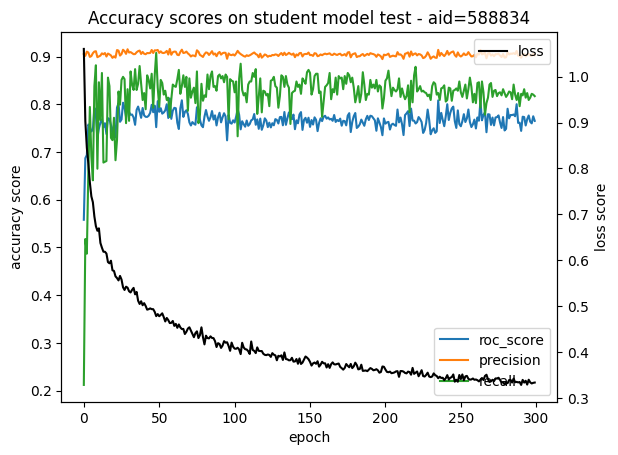 Accuracy scores on student model test - aid=588834
accuracy score
0.9
0.8
0.7
0.6
0.5
0.4
0.3
0.2
loss
1.0
0.9
0.8
0.7
0.6
0.5
0.4
0.3
loss score
roc_score
precision
recall
0
50
100
150
200
250
300
epoch